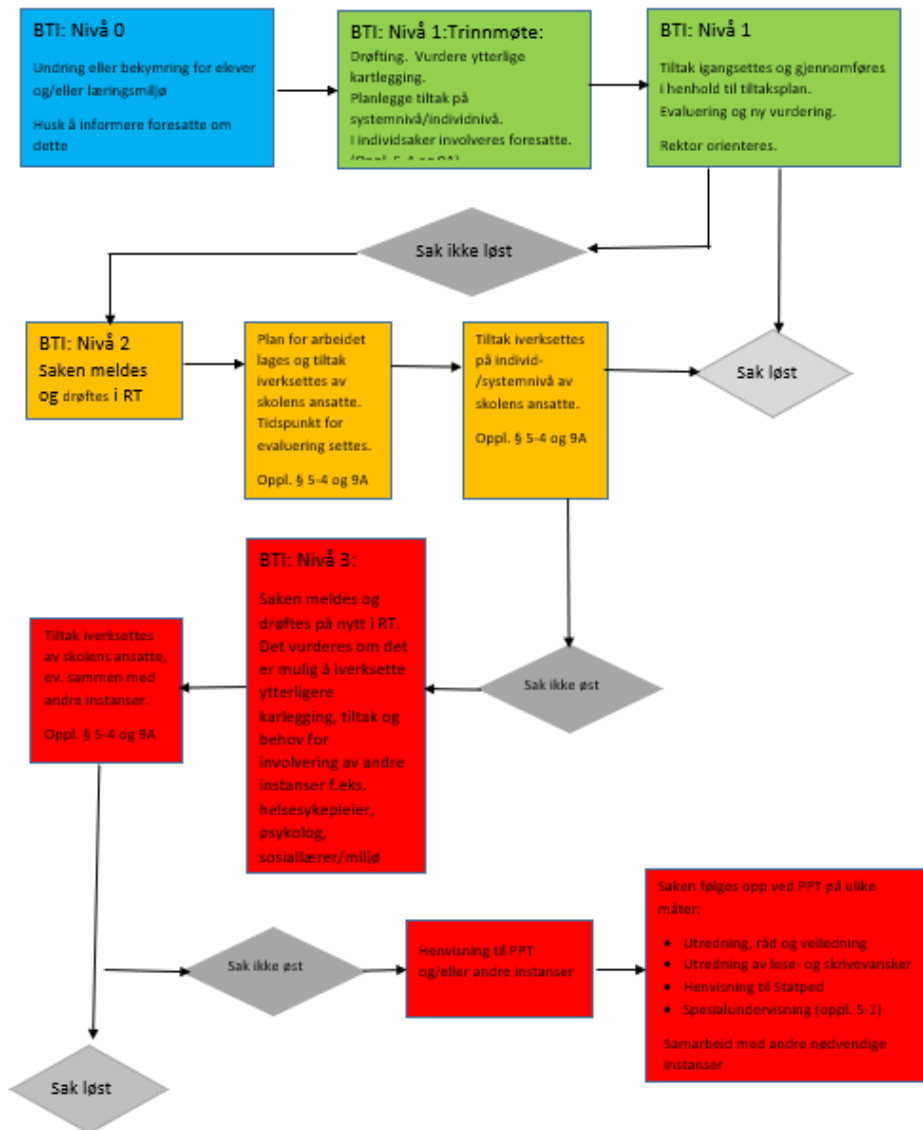 BTI: Nivå 0
Undring eller bekymring for elever
og/eller læringsmiljø
Husk å informere foresatte om
dette
BTI: Nivå 1:Trinnmøte:
Drøfting. Vurdere ytterlige
kartlegging.
Planlegge tiltak på
systemnivå/individnivå.
I individsaker involveres foresatte.
(Oppl. 5-4 og 9A)
BTI: Nivå 1
Tiltak igangsettes og gjennomføres
i henhold til tiltaksplan.
Evaluering og ny vurdering.
Rektor orienteres.
Sak ikke løst
BTI: Nivå 2
Saken meldes
og drøftes i RT
Plan for arbeidet
lages og tiltak
iverksettes av
skolens ansatte.
Tidspunkt for
evaluering settes.
Oppl. § 5-4 og 9A
Tiltak iverksettes
på individ-
/systemnivå av
skolens ansatte.
Oppl. § 5-4 og 9A
Sak løst
BTI: Nivå 3:
Saken meldes og
drøftes på nytt i RT.
Det vurderes om det
er mulig å iverksette
ytterligere
karlegging, tiltak og
behov for
involvering av andre
instanser f.eks.
helsesykepleier,
psykolog,
sosiallærer/miljø
Tiltak iverksettes
av skolens ansatte,
ev. sammen med
andre instanser.
Oppl. § 5-4 og 9A
Sak ikke øst
Sak ikke øst
Henvisning til PPT
og/eller andre instanser
Saken følges opp ved PPT på ulike
måter:
• Utredning, råd og veiledning
• Utredning av lese- og skrivevansker
• Henvisning til Statped
• Spesialundervisning (oppl. 5-1)
Samarbeid med andre nødvendige
instanser
Sak løst